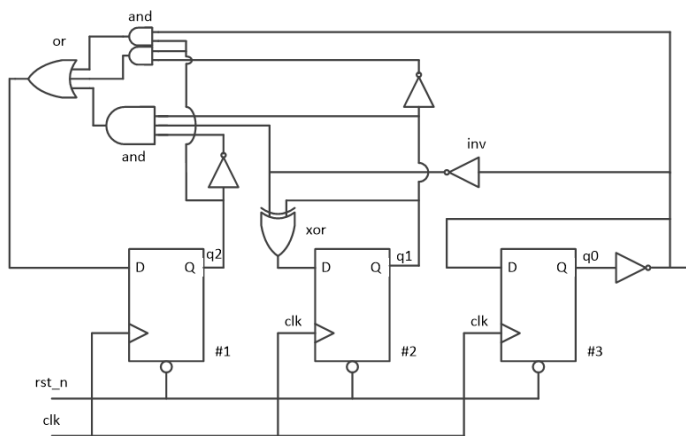 and
or
and
inv
xor
q2
q1
q0
D Q
D Q
D Q
clk
clk
#1
#2
#3
rst_n
clk